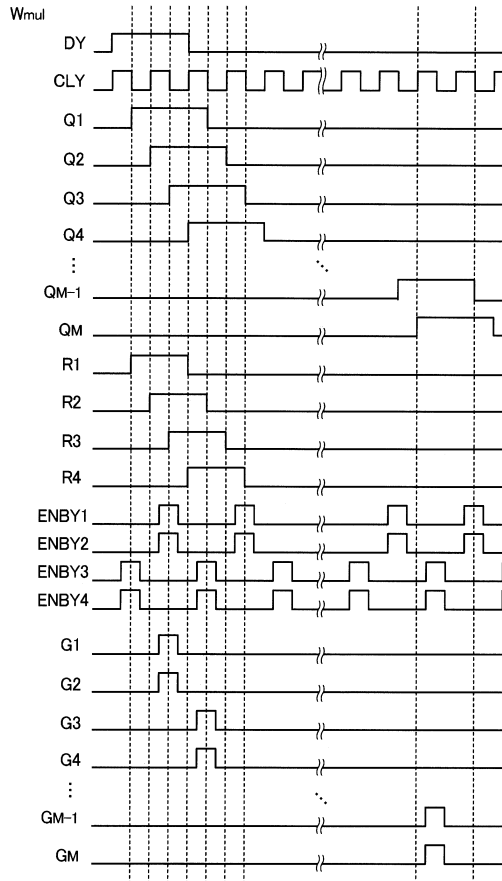 Wmul
DY
CLY
Q1
Q2
Q3
Q4
⋮
QM-1
QM
R1
R2
R3
R4
ENBY1
ENBY2
ENBY3
ENBY4
G1
G2
G3
G4
⋮
GM-1
GM